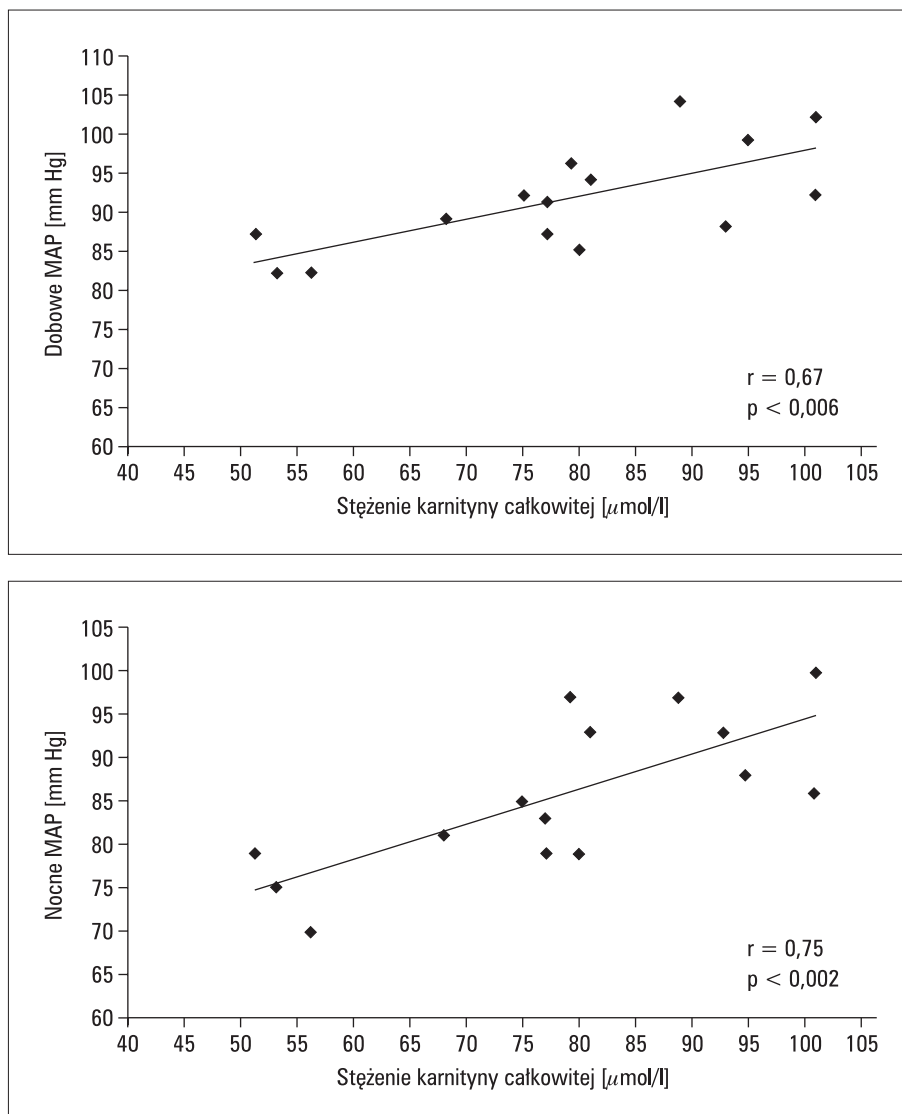 Dobowe MAP [mm Hg]
110
105
100
95
90
85
80
75
70
65
60
40 45 50 55 60 65 70 75 80 85 90 95 100 105
r = 0,67
p < 0,006
Stężenie karnityny całkowitej [μmol/l]
Nocne MAP [mm Hg]
105
100
95
90
85
80
75
70
65
60
40 45 50 55 60 65 70 75 80 85 90 95 100 105
r = 0,75
p < 0,002
Stężenie karnityny całkowitej [μmol/l]